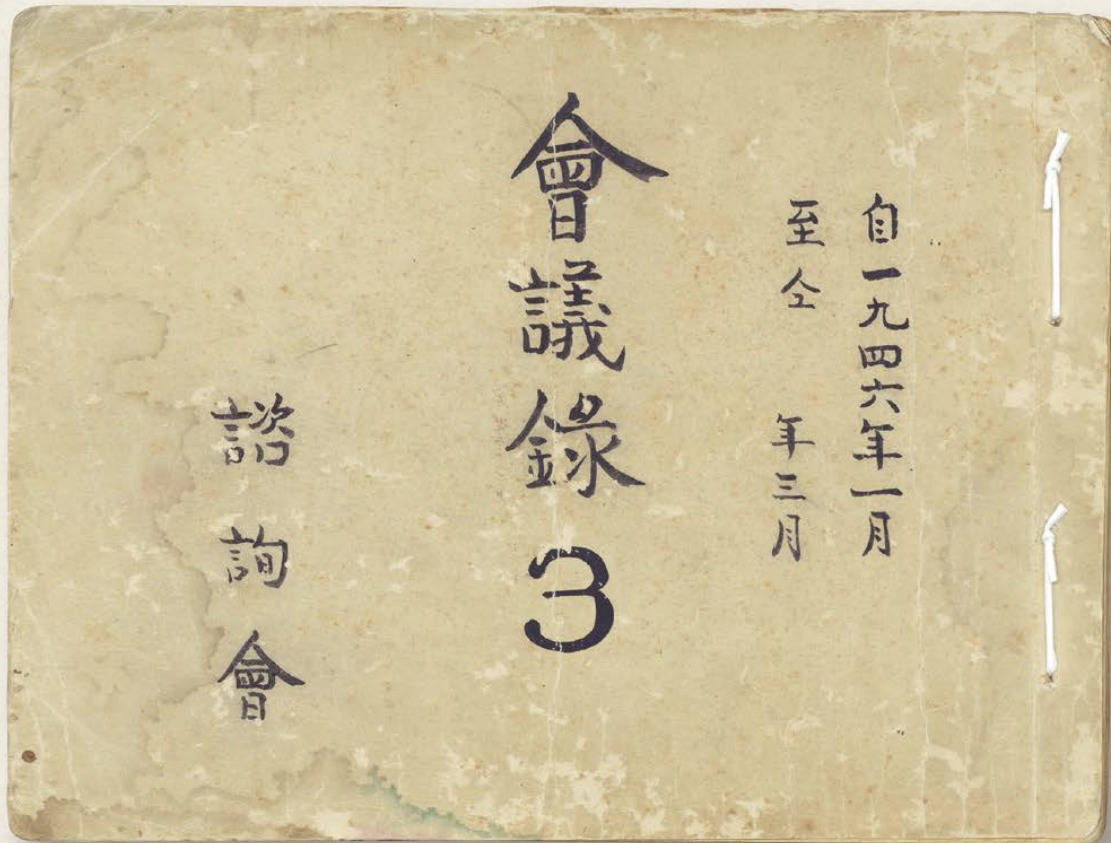 自一九四六年一月
至仝 年三月
會議錄3
諮詢會